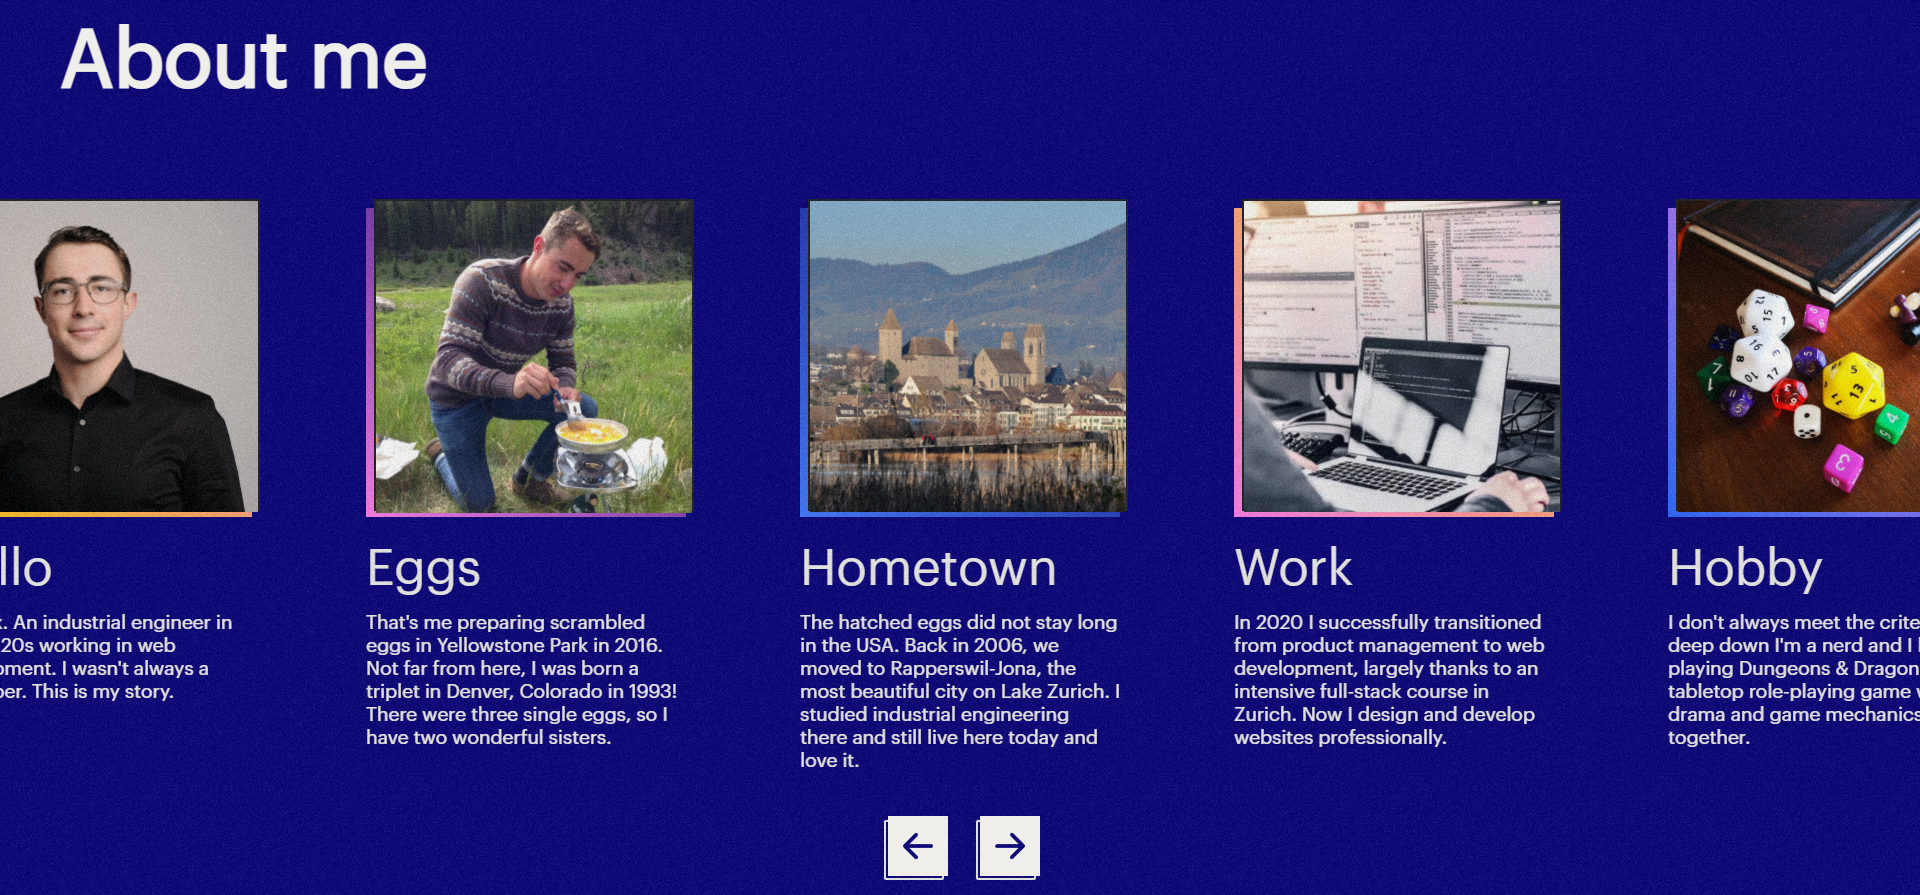 About me
llo
. An industrial engineer in
20s working in web
oment. I wasn't always a
per. This is my story.
Eggs
That's me preparing scrambled
eggs in Yellowstone Park in 2016.
Not far from here, I was born a
triplet in Denver, Colorado in 1993!
There were three single eggs, so I
have two wonderful sisters.
Hometown
The hatched eggs did not stay long
in the USA. Back in 2006, we
moved to Rapperswil-Jona, the
most beautiful city on Lake Zurich. I
studied industrial engineering
there and still live here today and
love it.
Work
In 2020 I successfully transitioned
from product management to web
development, largely thanks to an
intensive full-stack course in
Zurich. Now I design and develop
websites professionally.
Hobby
I don't always meet the crite
deep down I'm a nerd and I
playing Dungeons & Dragon
tabletop role-playing game
drama and game mechanics
together.